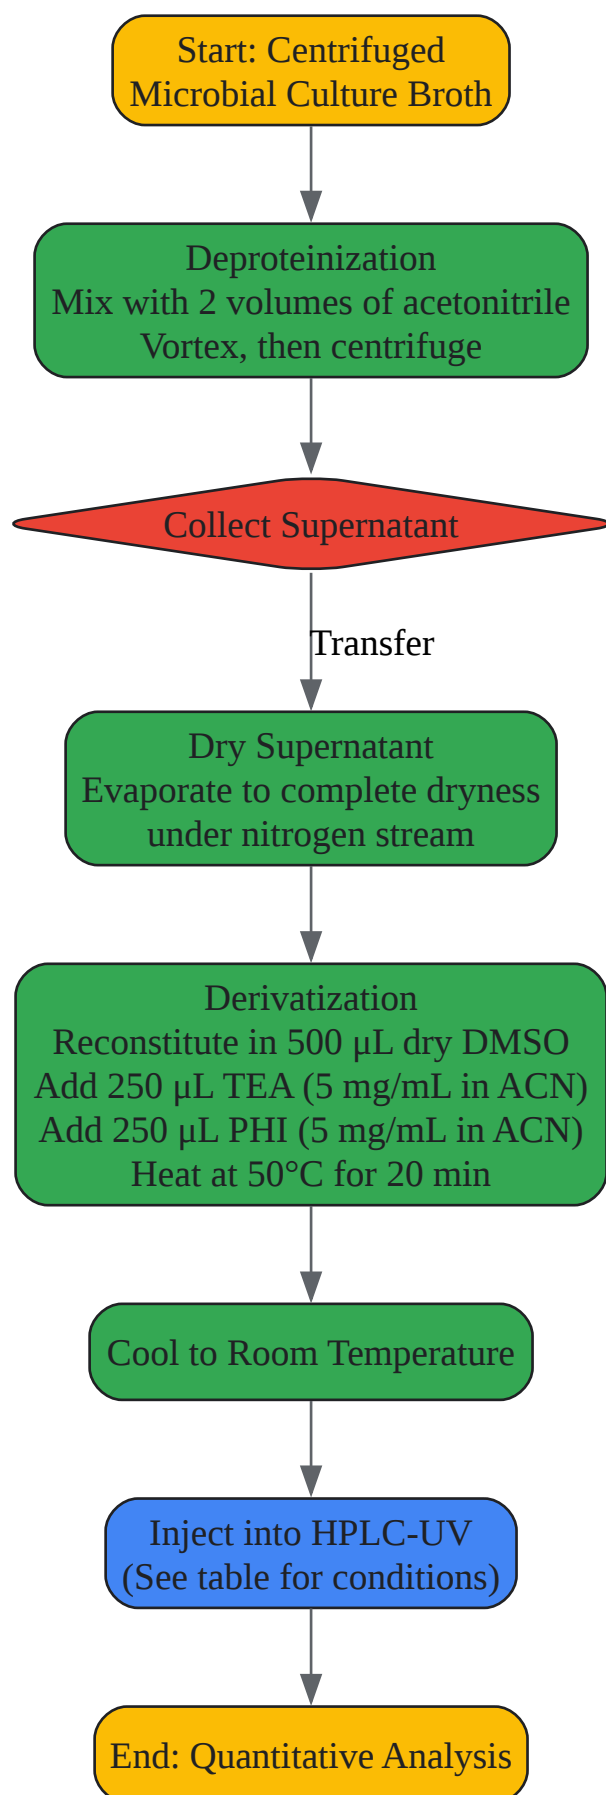 Start: Centrifuged
Microbial Culture Broth
Deproteinization
Mix with 2 volumes of acetonitrile
Vortex, then centrifuge
Collect Supernatant
Transfer
Dry Supernatant
Evaporate to complete dryness
under nitrogen stream
Derivatization
Reconstitute in 500 μL dry DMSO
Add 250 μL TEA (5 mg/mL in ACN)
Add 250 μL PHI (5 mg/mL in ACN)
Heat at 50°C for 20 min
Cool to Room Temperature
Inject into HPLC-UV
(See table for conditions)
End: Quantitative Analysis